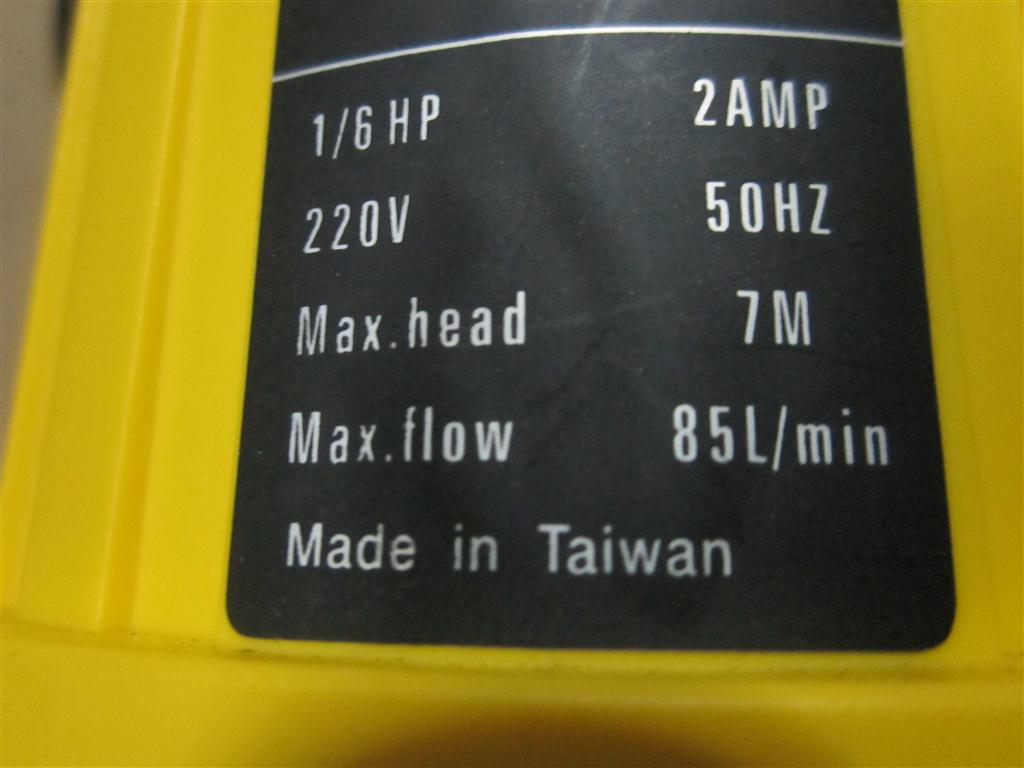 1/6 HP 2AMP
220V 50HZ
Max.head 7M
Max.flow 85L/min
Made in Taiwan